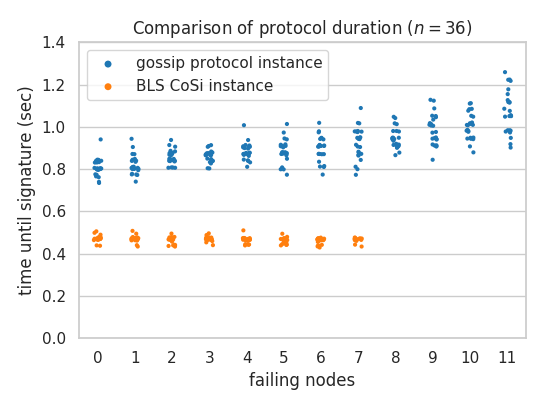 Comparison of protocol duration (n = 36)
gossip protocol instance
BLS CoSi instance
time until signature (sec)
1.4
1.2
1.0
0.8
0.6
0.4
0.2
0.0
0 1 2 3 4 5 6 7 8 9 10 11
failing nodes